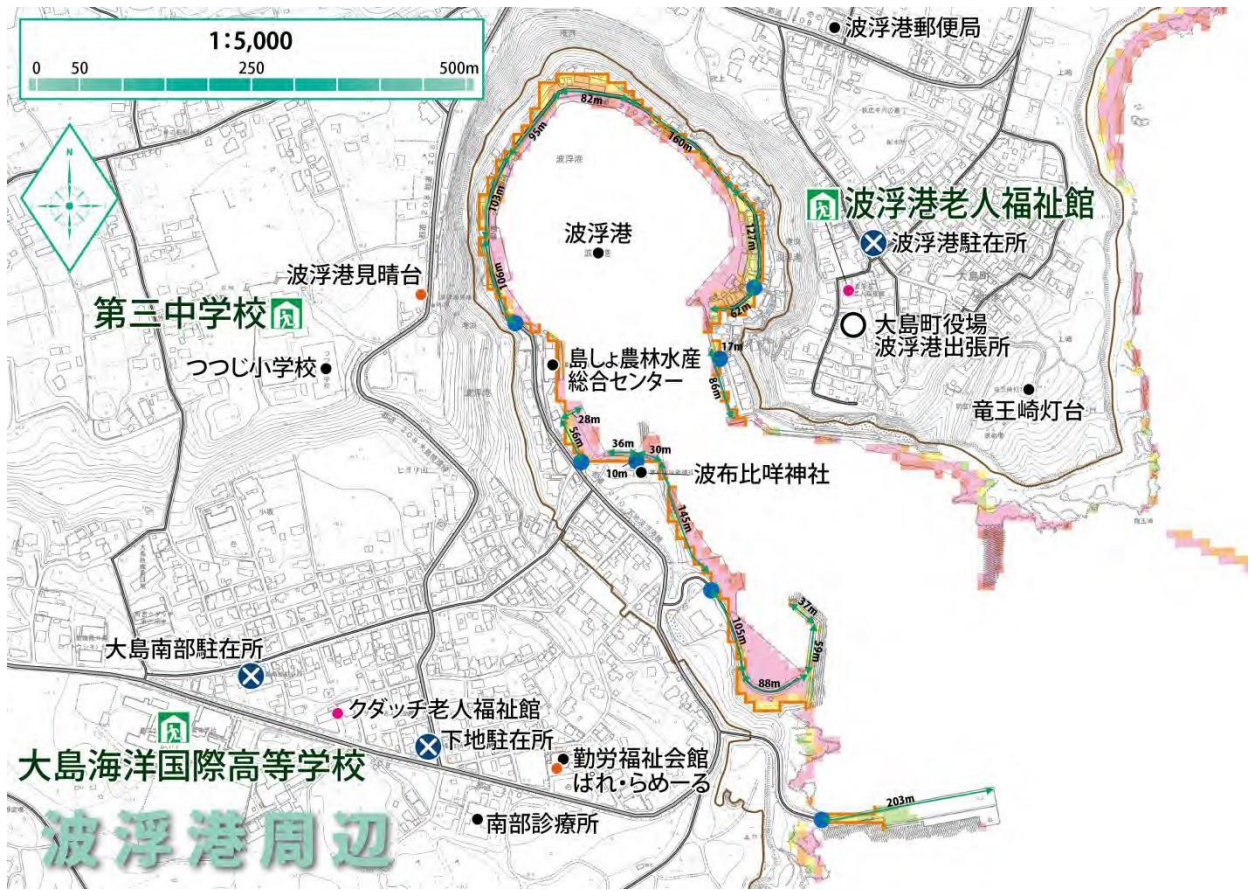 1:5,000
0 50 250 500m
N
波浮港郵便局
波浮港老人福祉館
波浮港駐在所
大島町役場
波浮港出張所
竜王崎灯台
波浮港
波浮港見晴台
第三中学校
つつじ小学校
島しょ農林水産
総合センター
波布比咩神社
82m
95m
160m
103m
127m
106m
62m
17m
86m
28m
56m
36m
30m
10m
145m
105m
37m
59m
88m
203m
大島南部駐在所
クダッチ老人福祉館
下地駐在所
勤労福祉会館
ぱれ・らめーる
大島海洋国際高等学校
南部診療所
波浮港周辺